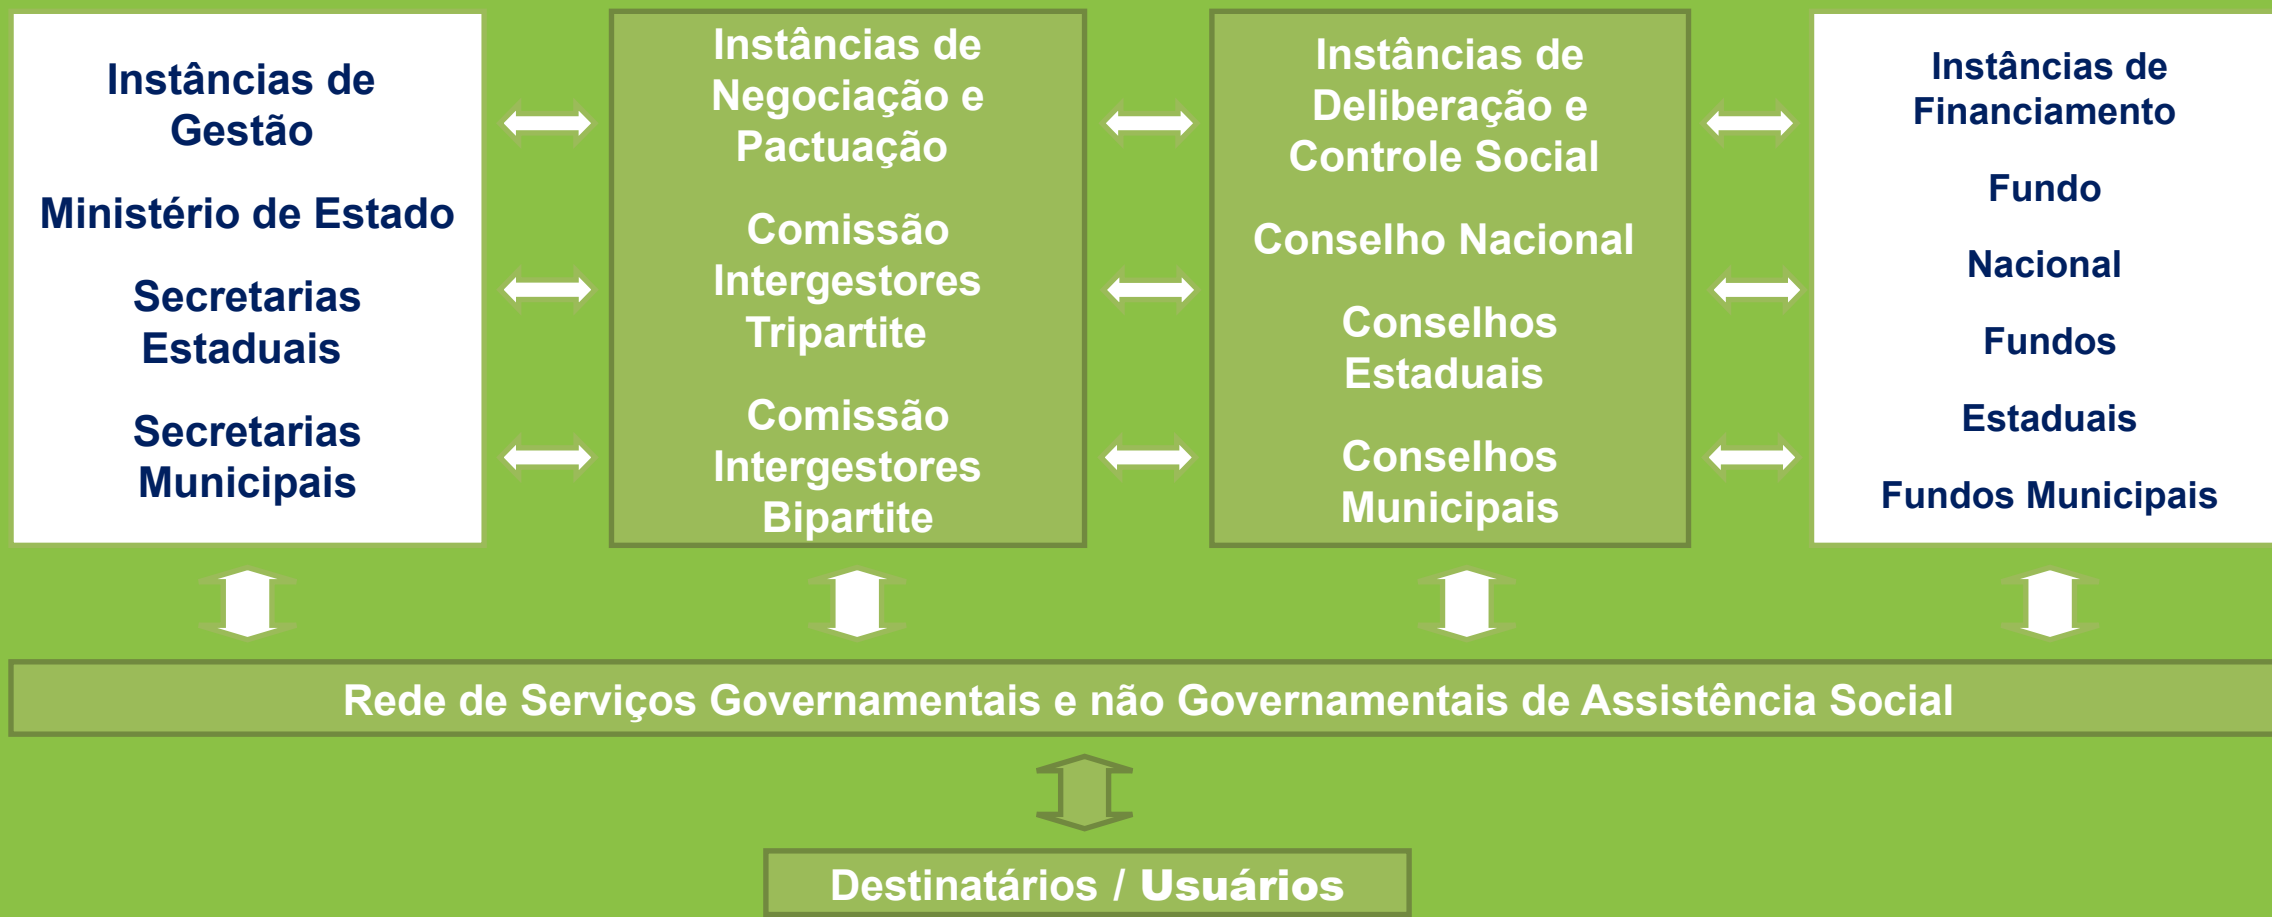 Instâncias de
Gestão
Ministério de Estado
Secretarias
Estaduais
Secretarias
Municipais
Instâncias de
Negociação e
Pactuação
Comissão
Intergestores
Tripartite
Comissão
Intergestores
Bipartite
Instâncias de
Deliberação e
Controle Social
Conselho Nacional
Conselhos
Estaduais
Conselhos
Municipais
Instâncias de
Financiamento
Fundo
Nacional
Fundos
Estaduais
Fundos Municipais
Rede de Serviços Governamentais e não Governamentais de Assistência Social
Destinatários / Usuários